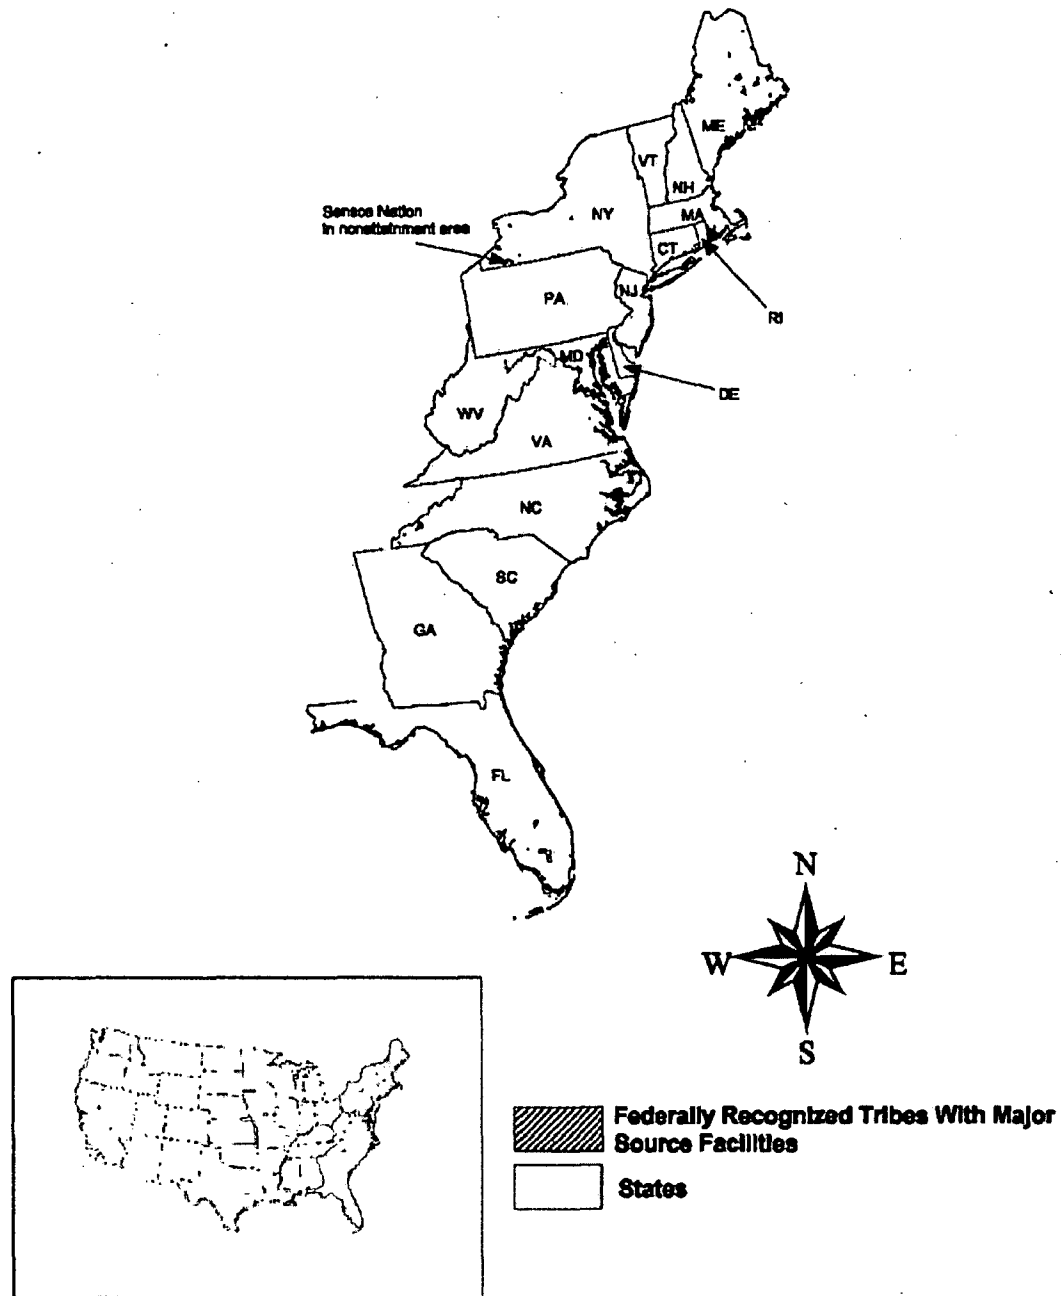 ME
VT
NH
Senece Nation
in nonattainment area
NY
MA
CT
PA
NJ
RI
MD
DE
WV
VA
NC
SC
GA
FL
N
W E
S
Federally Recognized Tribes With Major
Source Facilities
States